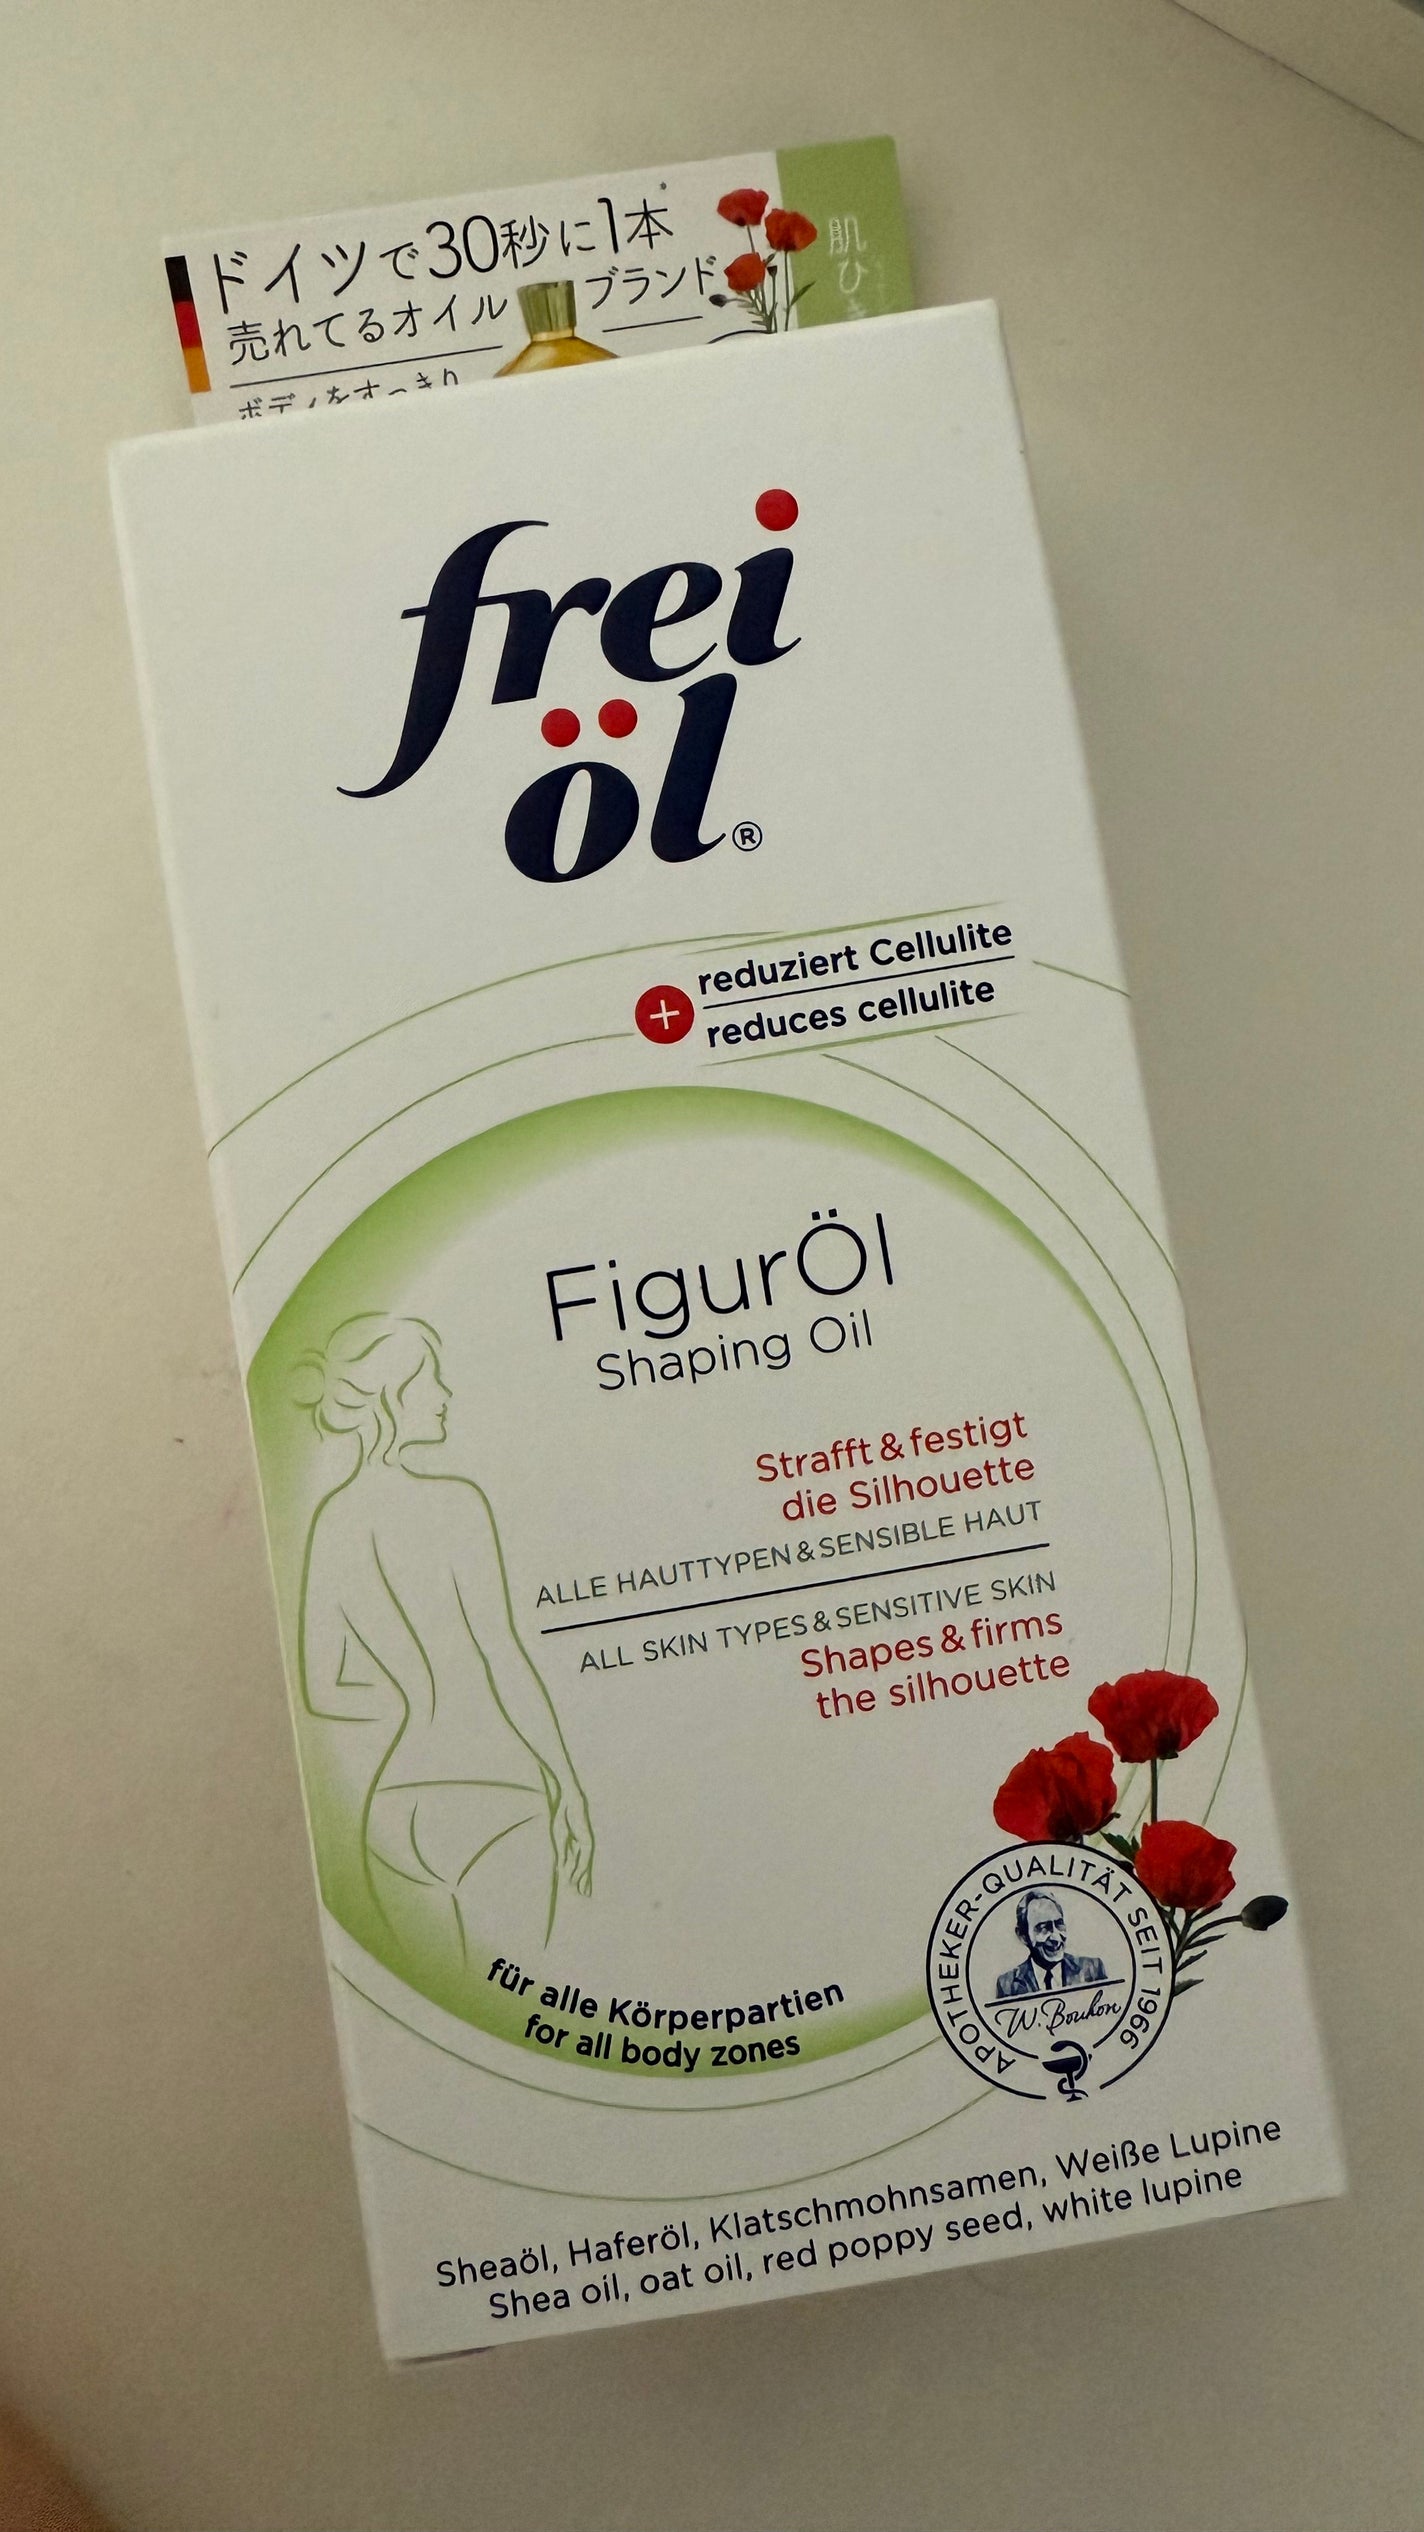 ドイツで30秒に1本*
売れてるオイルブランド
frei
öl®
reduziert Cellulite
+
reduces cellulite
FigurÖl
Shaping Oil
Strafft & festigt
die Silhouette
ALLE HAUTTYPEN & SENSIBLE HAUT
ALL SKIN TYPES & SENSITIVE SKIN
Shapes & firms
the silhouette
für alle Körperpartien
for all body zones
APOTHEKER-QUALITÄT SEIT 1966
W. Bouhon
Sheaöl, Haferöl, Klatschmohnsamen, Weiße Lupine
Shea oil, oat oil, red poppy seed, white lupine